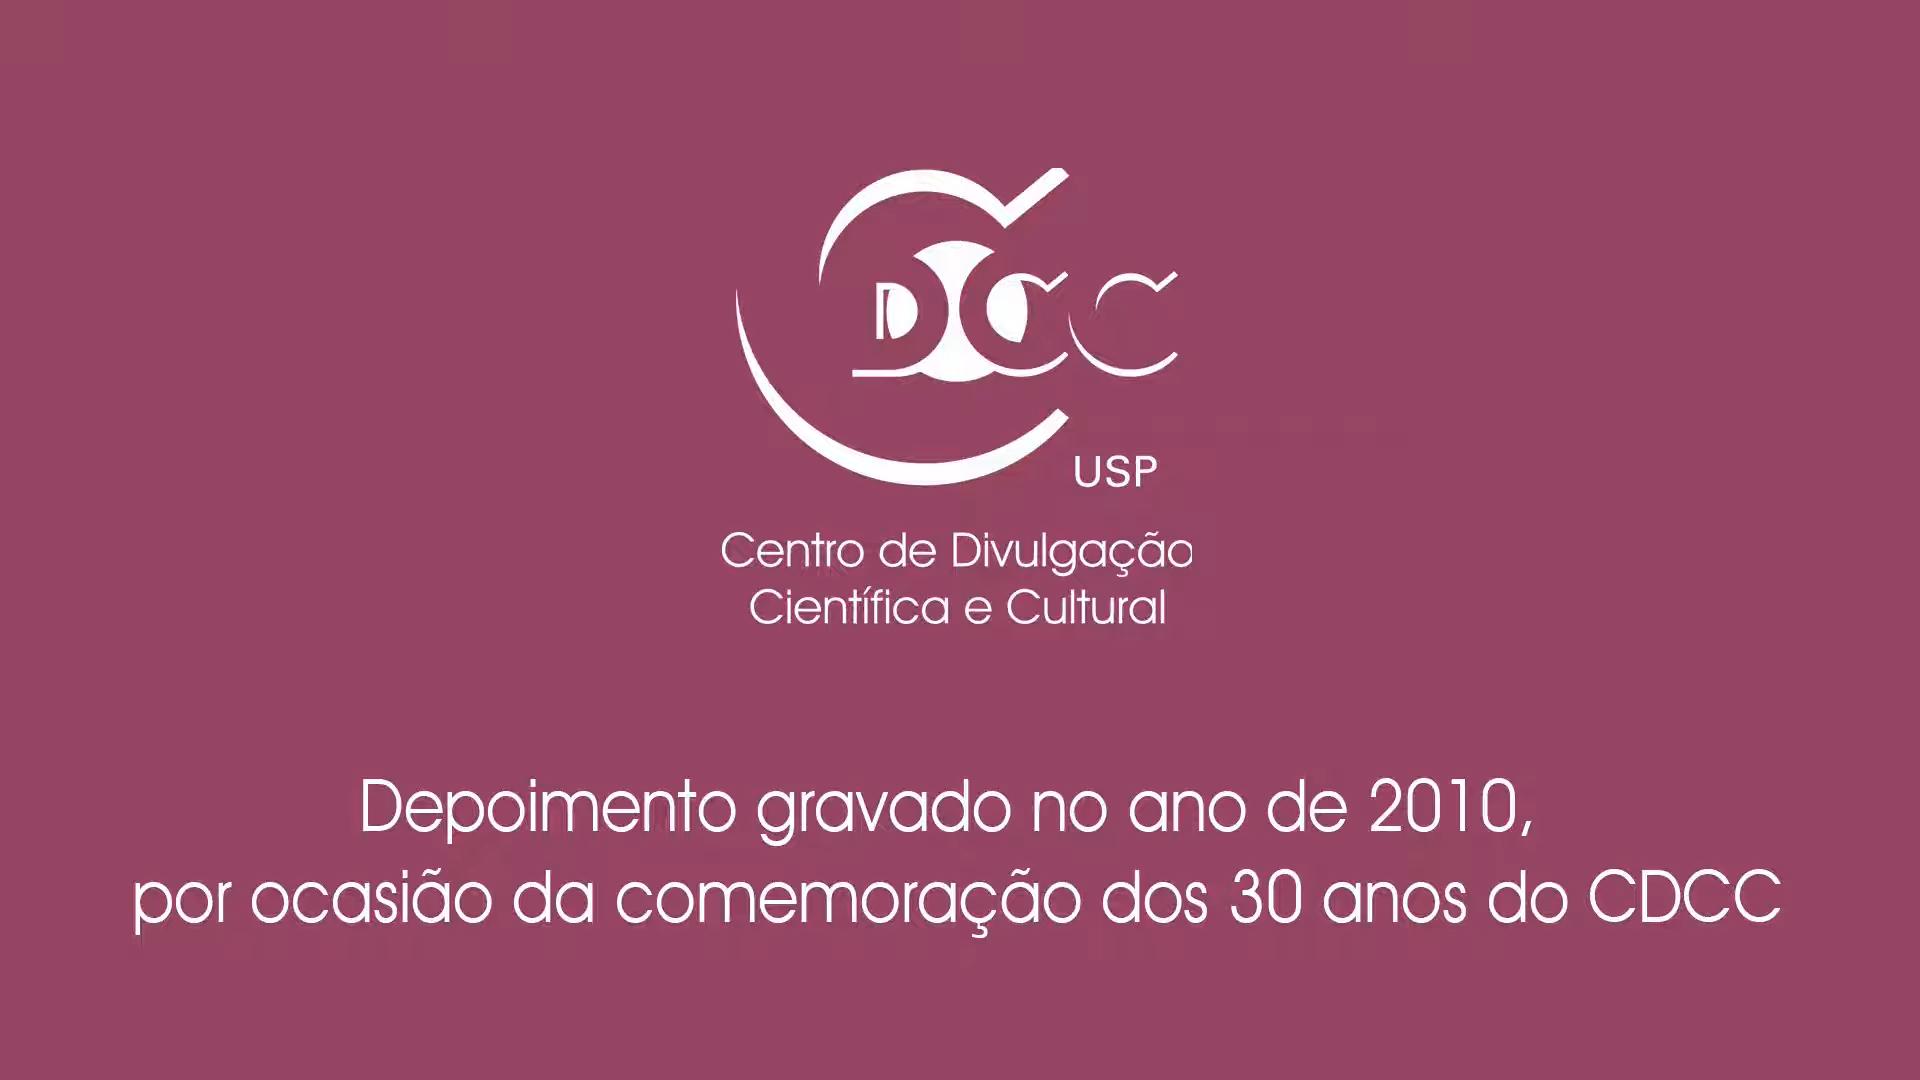 CDCC
USP
Centro de Divulgação
Científica e Cultural
Depoimento gravado no ano de 2010,
por ocasião da comemoração dos 30 anos do CDCC